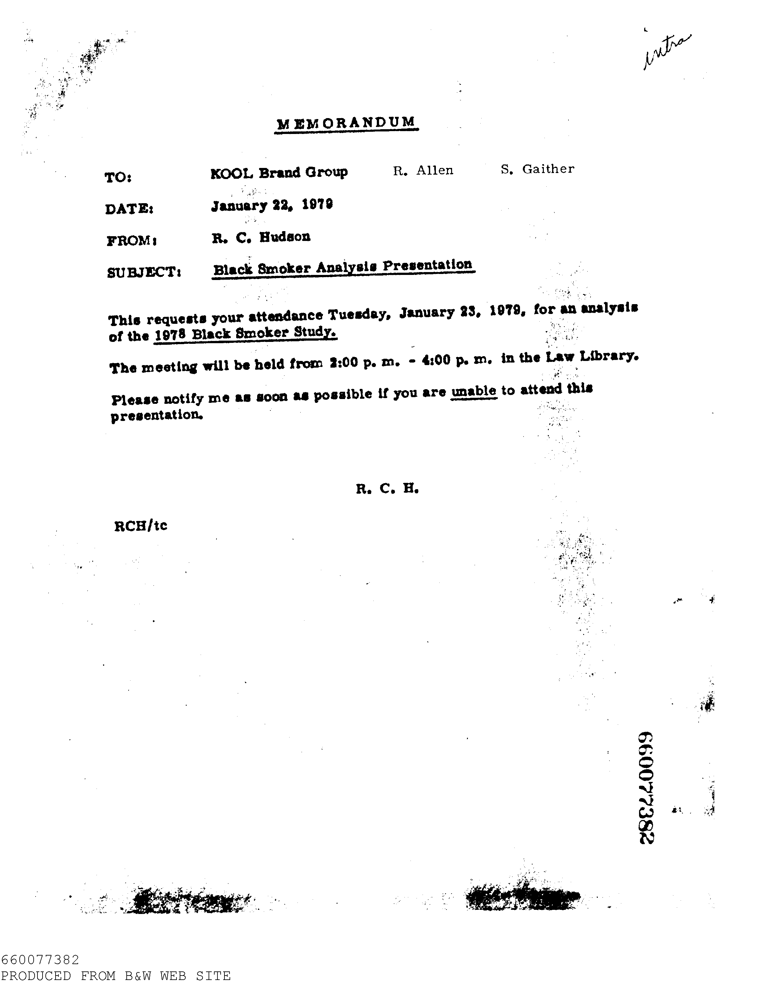 intra
MEMORANDUM
TO: KOOL Brand Group R. Allen S. Gaither
DATE: January 22, 1979
FROM: R. C. Hudson
SUBJECT: Black Smoker Analysis Presentation
This requests your attendance Tuesday, January 23, 1979, for an analysis
of the 1978 Black Smoker Study.
The meeting will be held from 2:00 p. m. - 4:00 p. m. in the Law Library.
Please notify me as soon as possible if you are unable to attend this
presentation.
R. C. H.
RCH/tc
660077382
660077382
PRODUCED FROM B&W WEB SITE